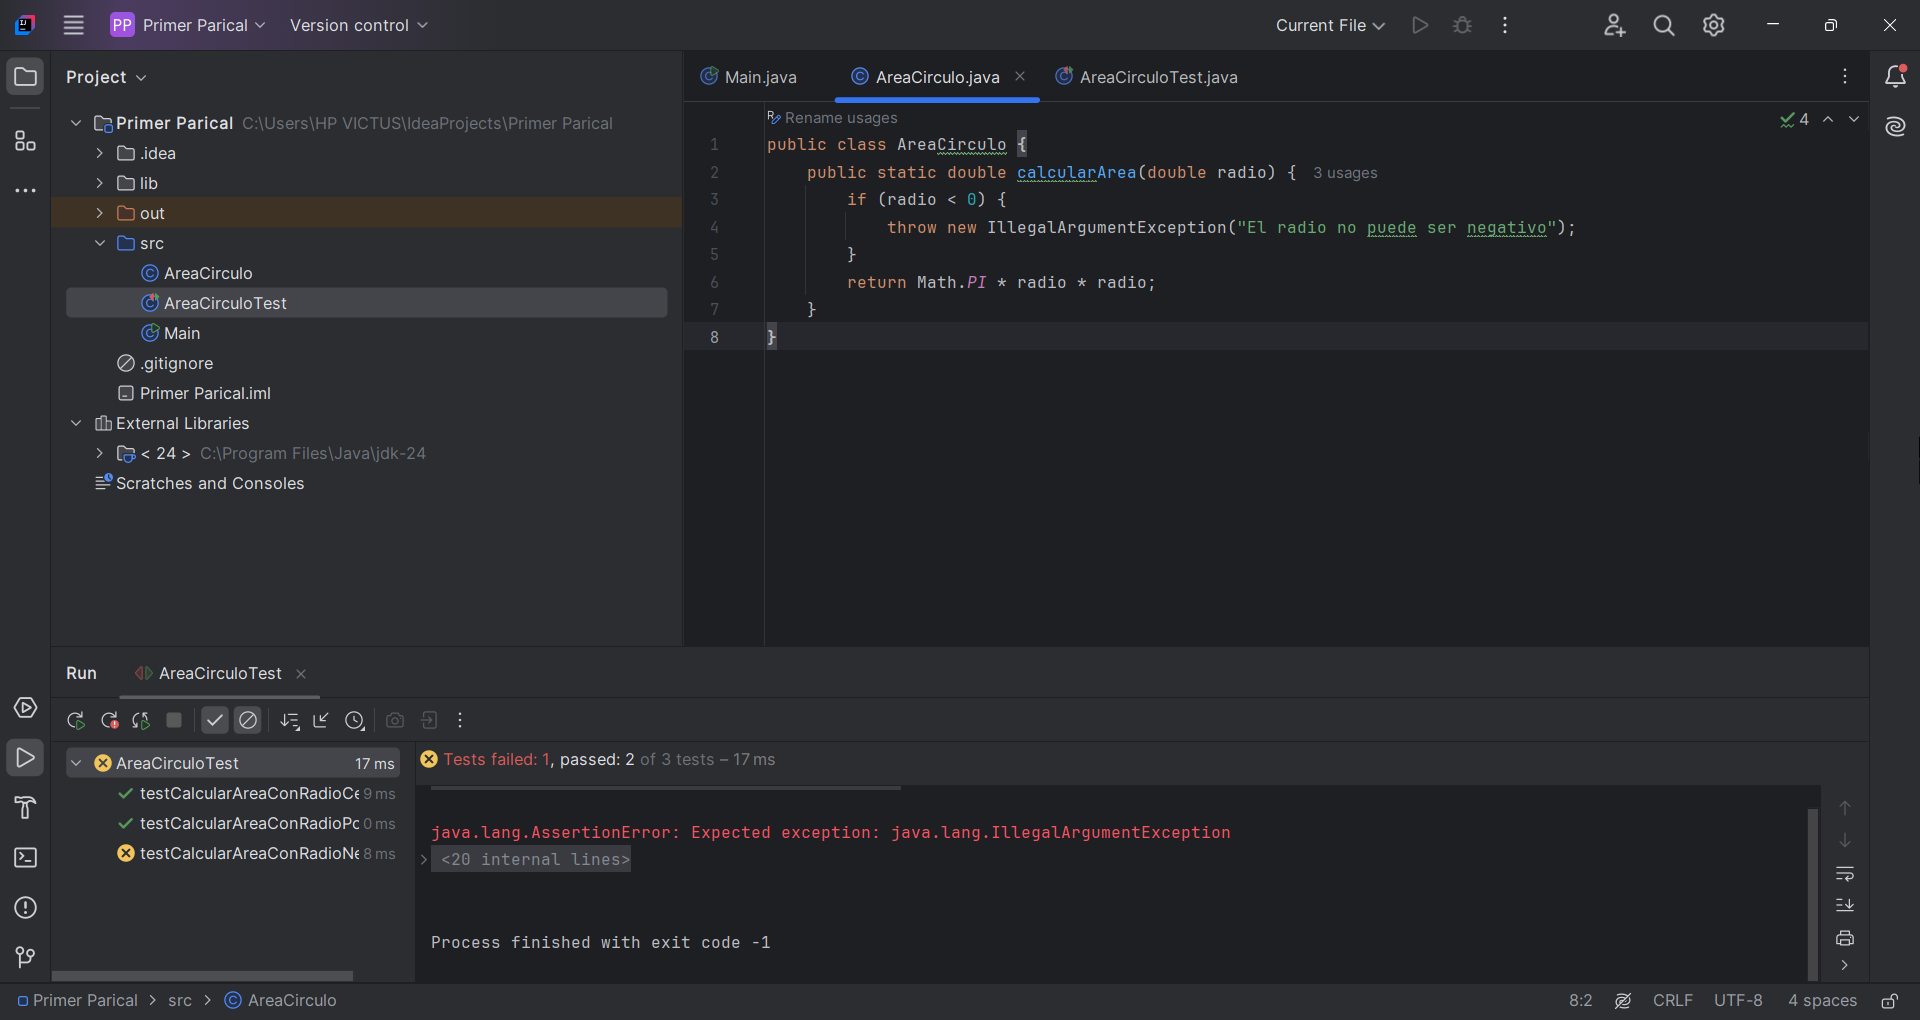 PP Primer Parical Version control Current File
Project
Primer Parical C:\Users\HP VICTUS\IdeaProjects\Primer Parical
.idea
lib
out
src
AreaCirculo
AreaCirculoTest
Main
.gitignore
Primer Parical.iml
External Libraries
< 24 > C:\Program Files\Java\jdk-24
Scratches and Consoles
Main.java AreaCirculo.java AreaCirculoTest.java
Rename usages
4
1 public class AreaCirculo {
2 public static double calcularArea(double radio) { 3 usages
3 if (radio < 0) {
4 throw new IllegalArgumentException("El radio no puede ser negativo");
5 }
6 return Math.PI * radio * radio;
7 }
8 }
Run AreaCirculoTest
AreaCirculoTest 17 ms
testCalcularAreaConRadioCe 9 ms
testCalcularAreaConRadioPo 0 ms
testCalcularAreaConRadioNe 8 ms
Tests failed: 1, passed: 2 of 3 tests – 17 ms
java.lang.AssertionError: Expected exception: java.lang.IllegalArgumentException
<20 internal lines>
Process finished with exit code -1
Primer Parical > src > AreaCirculo
8:2 CRLF UTF-8 4 spaces